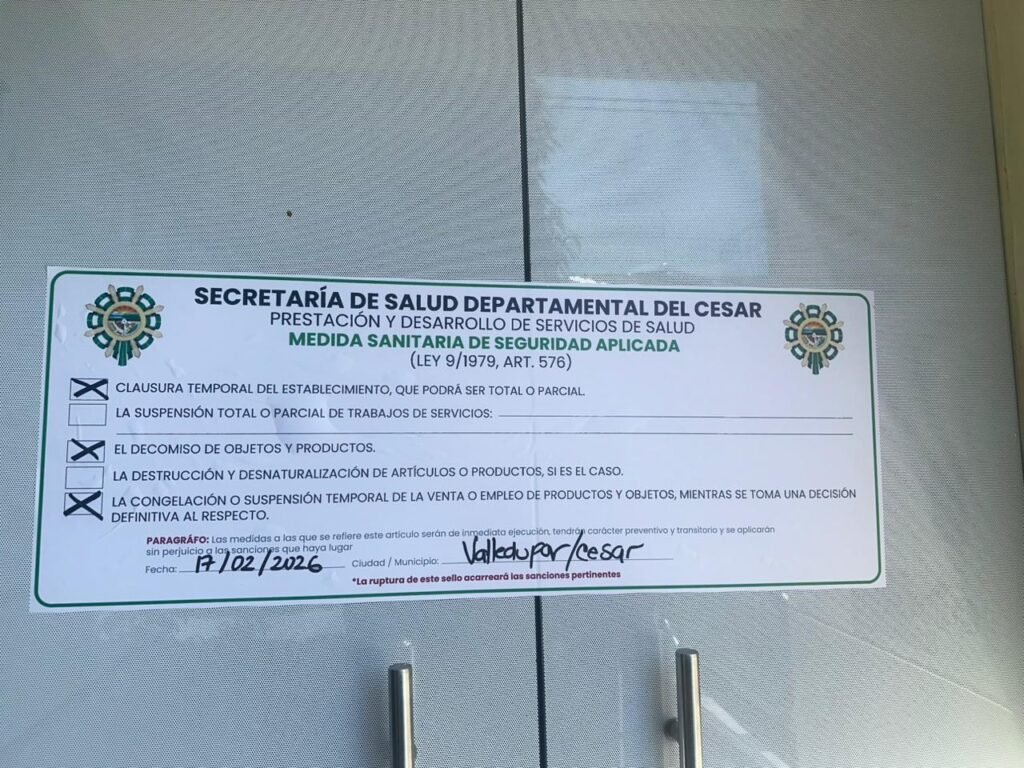 SECRETARÍA DE SALUD DEPARTAMENTAL DEL CESAR
PRESTACIÓN Y DESARROLLO DE SERVICIOS DE SALUD
MEDIDA SANITARIA DE SEGURIDAD APLICADA
(LEY 9/1979, ART. 576)
CLAUSURA TEMPORAL DEL ESTABLECIMIENTO, QUE PODRÁ SER TOTAL O PARCIAL.
LA SUSPENSIÓN TOTAL O PARCIAL DE TRABAJOS DE SERVICIOS:
EL DECOMISO DE OBJETOS Y PRODUCTOS.
LA DESTRUCCIÓN Y DESNATURALIZACIÓN DE ARTÍCULOS O PRODUCTOS, SI ES EL CASO.
LA CONGELACIÓN O SUSPENSIÓN TEMPORAL DE LA VENTA O EMPLEO DE PRODUCTOS Y OBJETOS, MIENTRAS SE TOMA UNA DECISIÓN
DEFINITIVA AL RESPECTO.
PARAGRÁFO: Las medidas a las que se refiere este artículo serán de inmediata ejecución, tendrán carácter preventivo y transitorio y se aplicarán
sin perjuicio a las sanciones que haya lugar
Fecha: 17/02/2026 Ciudad / Municipio: Valledupar/cesar
*La ruptura de este sello acarreará las sanciones pertinentes